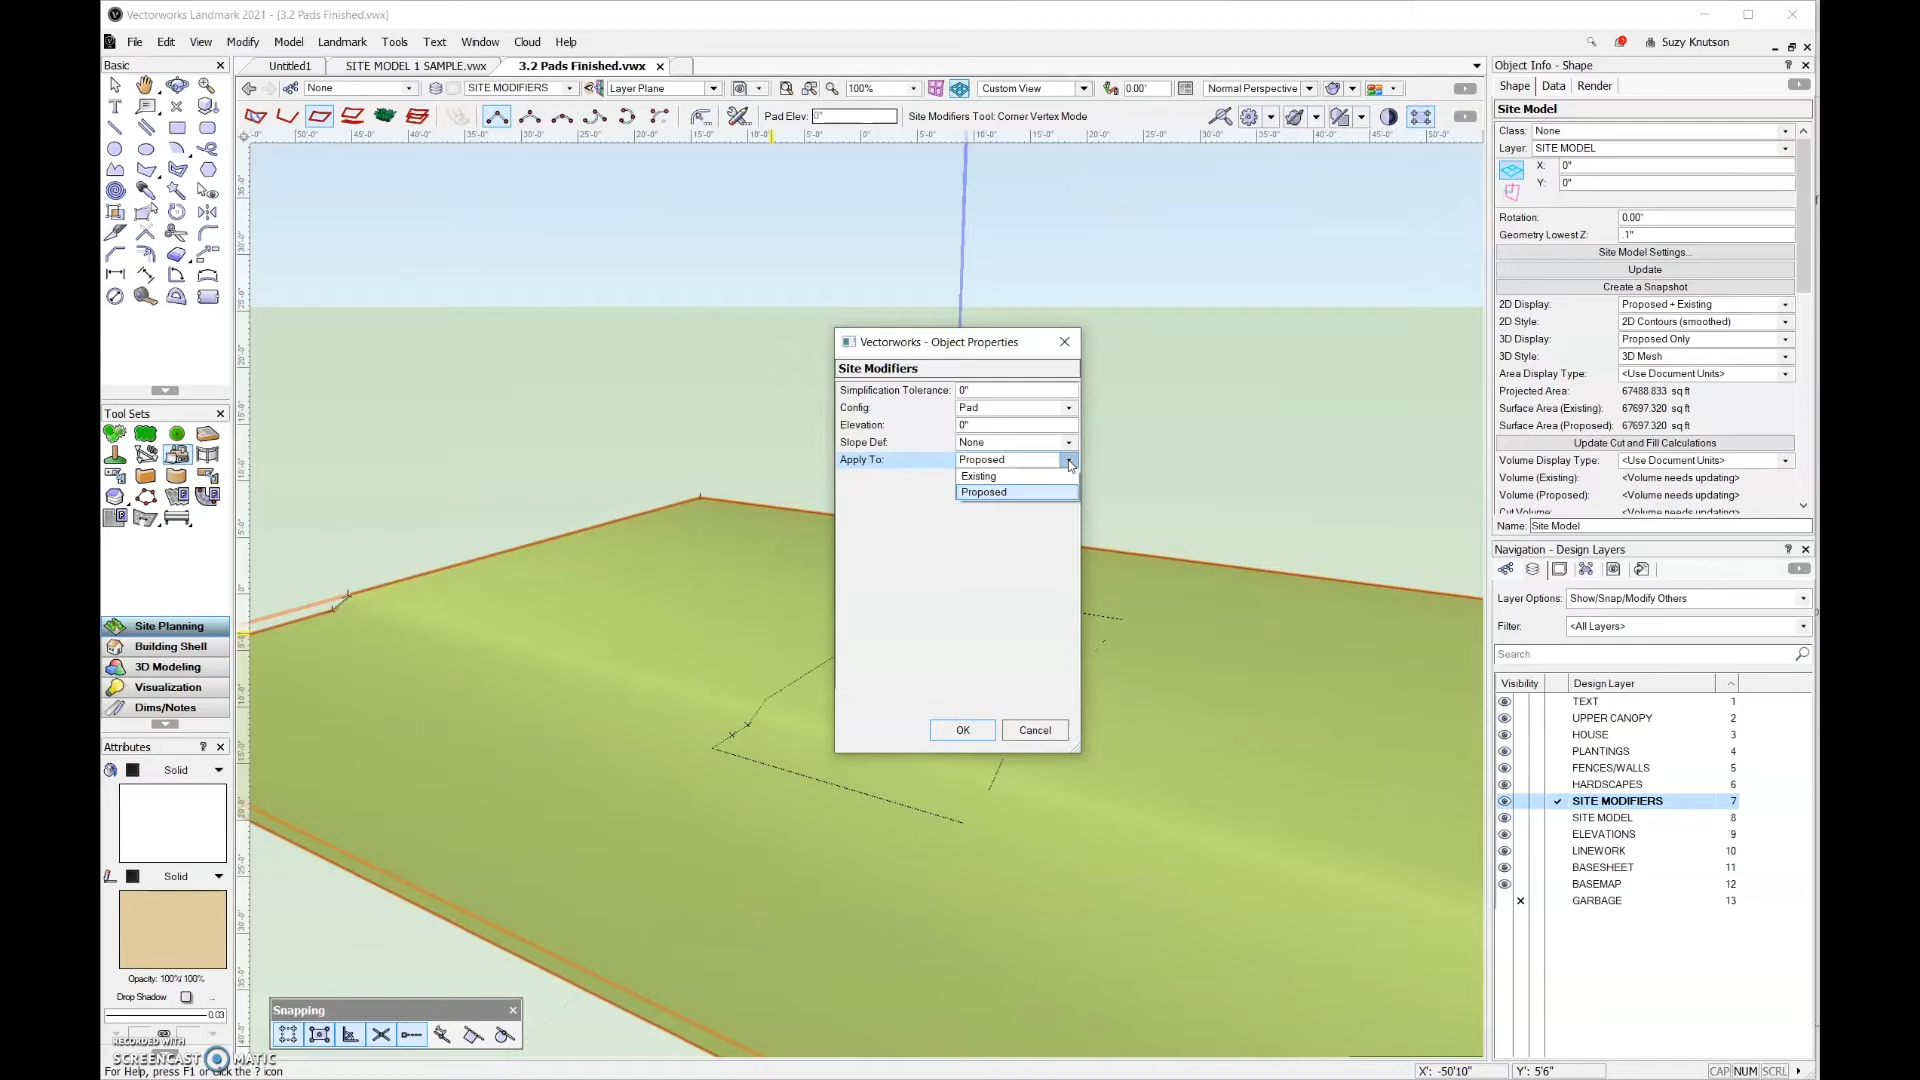 Vectorworks Landmark 2021 - [3.2 Pads Finished.vwx]
File Edit View Modify Model Landmark Tools Text Window Cloud Help
Suzy Knutson
Basic
Untitled1 SITE MODEL 1 SAMPLE.vwx 3.2 Pads Finished.vwx
None SITE MODIFIERS Layer Plane 100% Custom View 0.00° Normal Perspective
Pad Elev: 0" Site Modifiers Tool: Corner Vertex Mode
Object Info - Shape
Shape Data Render
Site Model
Class: None
Layer: SITE MODEL
X: 0"
Y: 0"
Rotation: 0.00°
Geometry Lowest Z: .1"
Site Model Settings...
Update
Create a Snapshot
2D Display: Proposed + Existing
2D Style: 2D Contours (smoothed)
3D Display: Proposed Only
3D Style: 3D Mesh
Area Display Type: <Use Document Units>
Projected Area: 67488.833 sq ft
Surface Area (Existing): 67697.320 sq ft
Surface Area (Proposed): 67697.320 sq ft
Update Cut and Fill Calculations
Volume Display Type: <Use Document Units>
Volume (Existing): <Volume needs updating>
Volume (Proposed): <Volume needs updating>
Cut Volume: <Volume needs updating>
Name: Site Model
Vectorworks - Object Properties
Site Modifiers
Simplification Tolerance: 0"
Config: Pad
Elevation: 0"
Slope Def: None
Apply To: Proposed
Existing
Proposed
OK Cancel
Tool Sets
Site Planning
Building Shell
3D Modeling
Visualization
Dims/Notes
Attributes
Solid
Solid
Opacity: 100%/ 100%
Drop Shadow
0.03
Snapping
Navigation - Design Layers
Layer Options: Show/Snap/Modify Others
Filter: <All Layers>
Search
Visibility Design Layer
TEXT 1
UPPER CANOPY 2
HOUSE 3
PLANTINGS 4
FENCES/WALLS 5
HARDSCAPES 6
SITE MODIFIERS 7
SITE MODEL 8
ELEVATIONS 9
LINEWORK 10
BASESHEET 11
BASEMAP 12
GARBAGE 13
RECORDED WITH
SCREENCAST MATIC
For Help, press F1 or click the ? icon
X': -50'10" Y': 5'6" CAP NUM SCRL